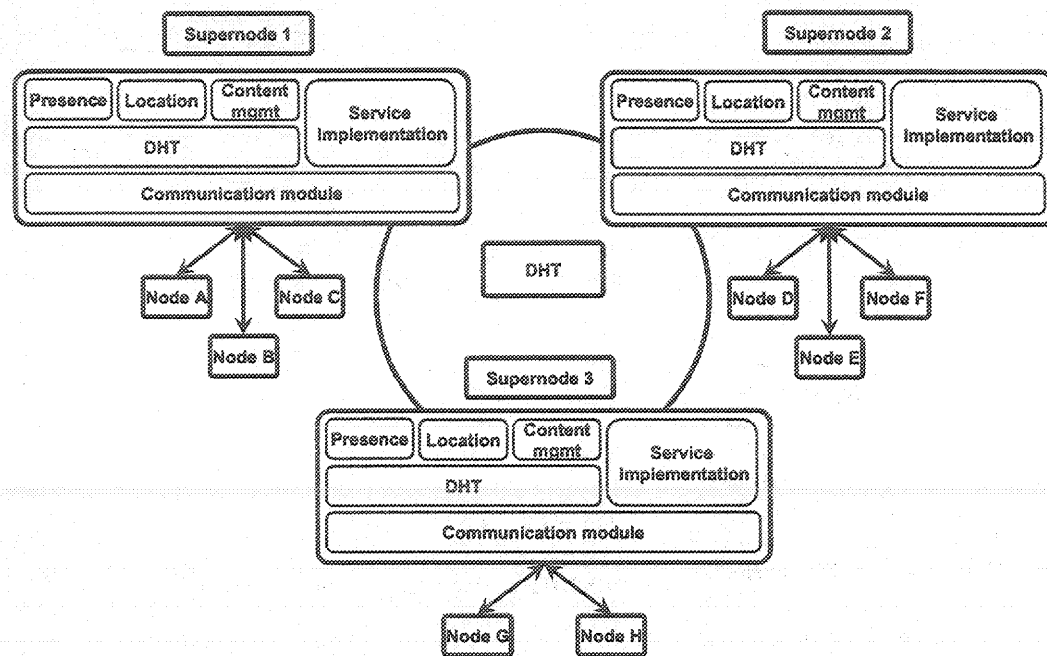 Supernode 1
Presence
Location
Content
mgmt
Service
Implementation
DHT
Communication module
Node A
Node C
Node B
Supernode 2
Presence
Location
Content
mgmt
Service
Implementation
DHT
Communication module
Node D
Node F
Node E
DHT
Supernode 3
Presence
Location
Content
mgmt
Service
Implementation
DHT
Communication module
Node G
Node H